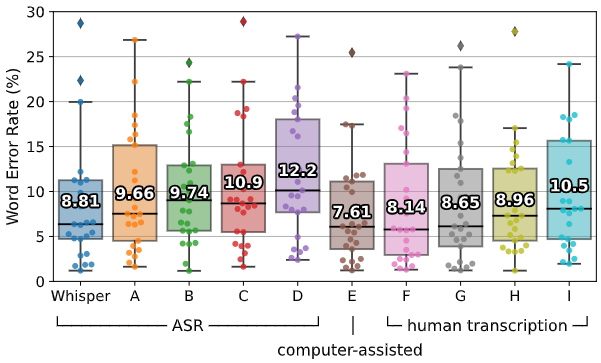 Word Error Rate (%)
30
25
20
15
10
5
0
8.81 9.66 9.74 10.9 12.2 7.61 8.14 8.65 8.96 10.5
Whisper A B C D E F G H I
ASR human transcription
computer-assisted